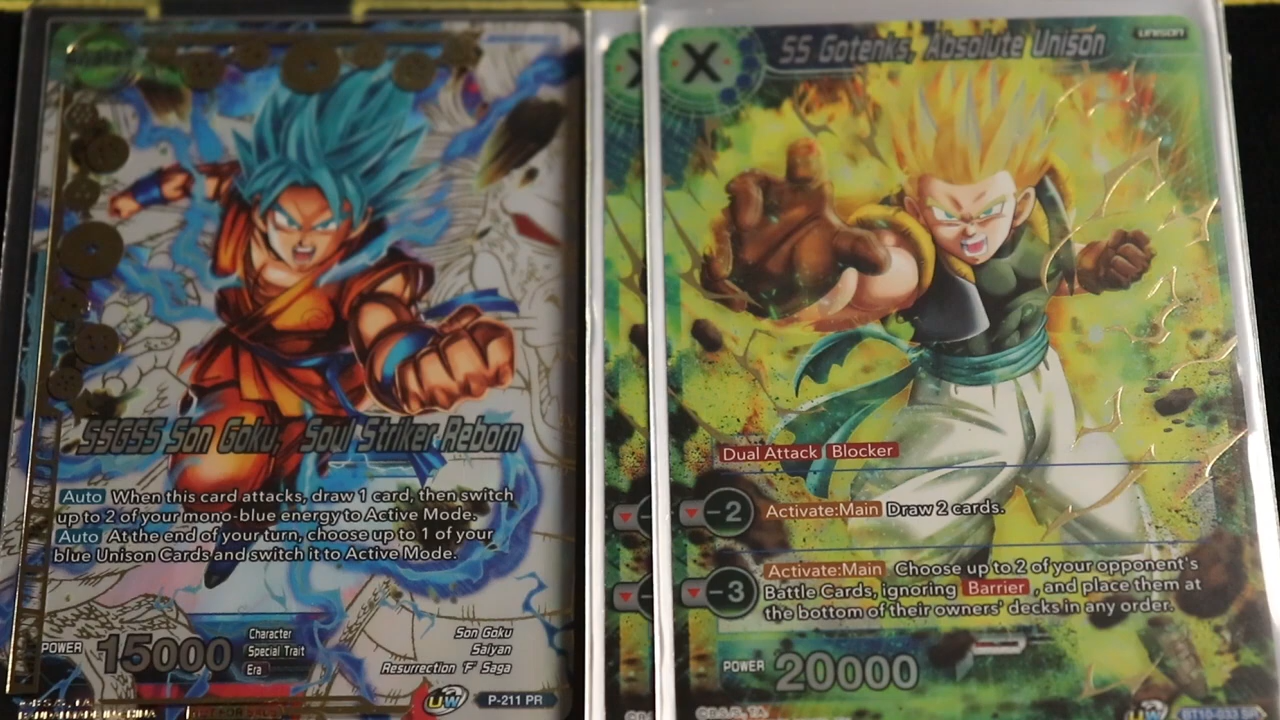 SSGSS Son Goku, Soul Striker Reborn
Auto When this card attacks, draw 1 card, then switch
up to 2 of your mono-blue energy to Active Mode.
Auto At the end of your turn, choose up to 1 of your
blue Unison Cards and switch it to Active Mode.
POWER 15000
Character
Special Trait
Era
Son Goku
Saiyan
Resurrection 'F' Saga
UW P-211 PR
X
SS Gotenks, Absolute Unison
UNISON
Dual Attack Blocker
-2 Activate:Main Draw 2 cards.
-3 Activate:Main Choose up to 2 of your opponent's
Battle Cards, ignoring Barrier, and place them at
the bottom of their owners' decks in any order.
POWER 20000
UW